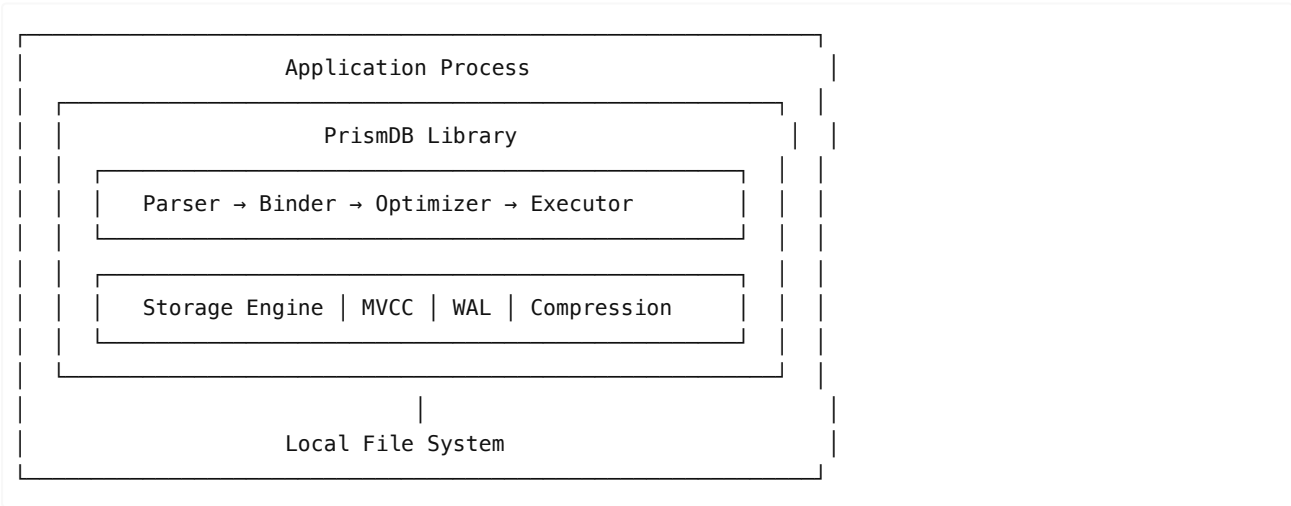 Application Process
PrismDB Library
Parser → Binder → Optimizer → Executor
Storage Engine │ MVCC │ WAL │ Compression
Local File System